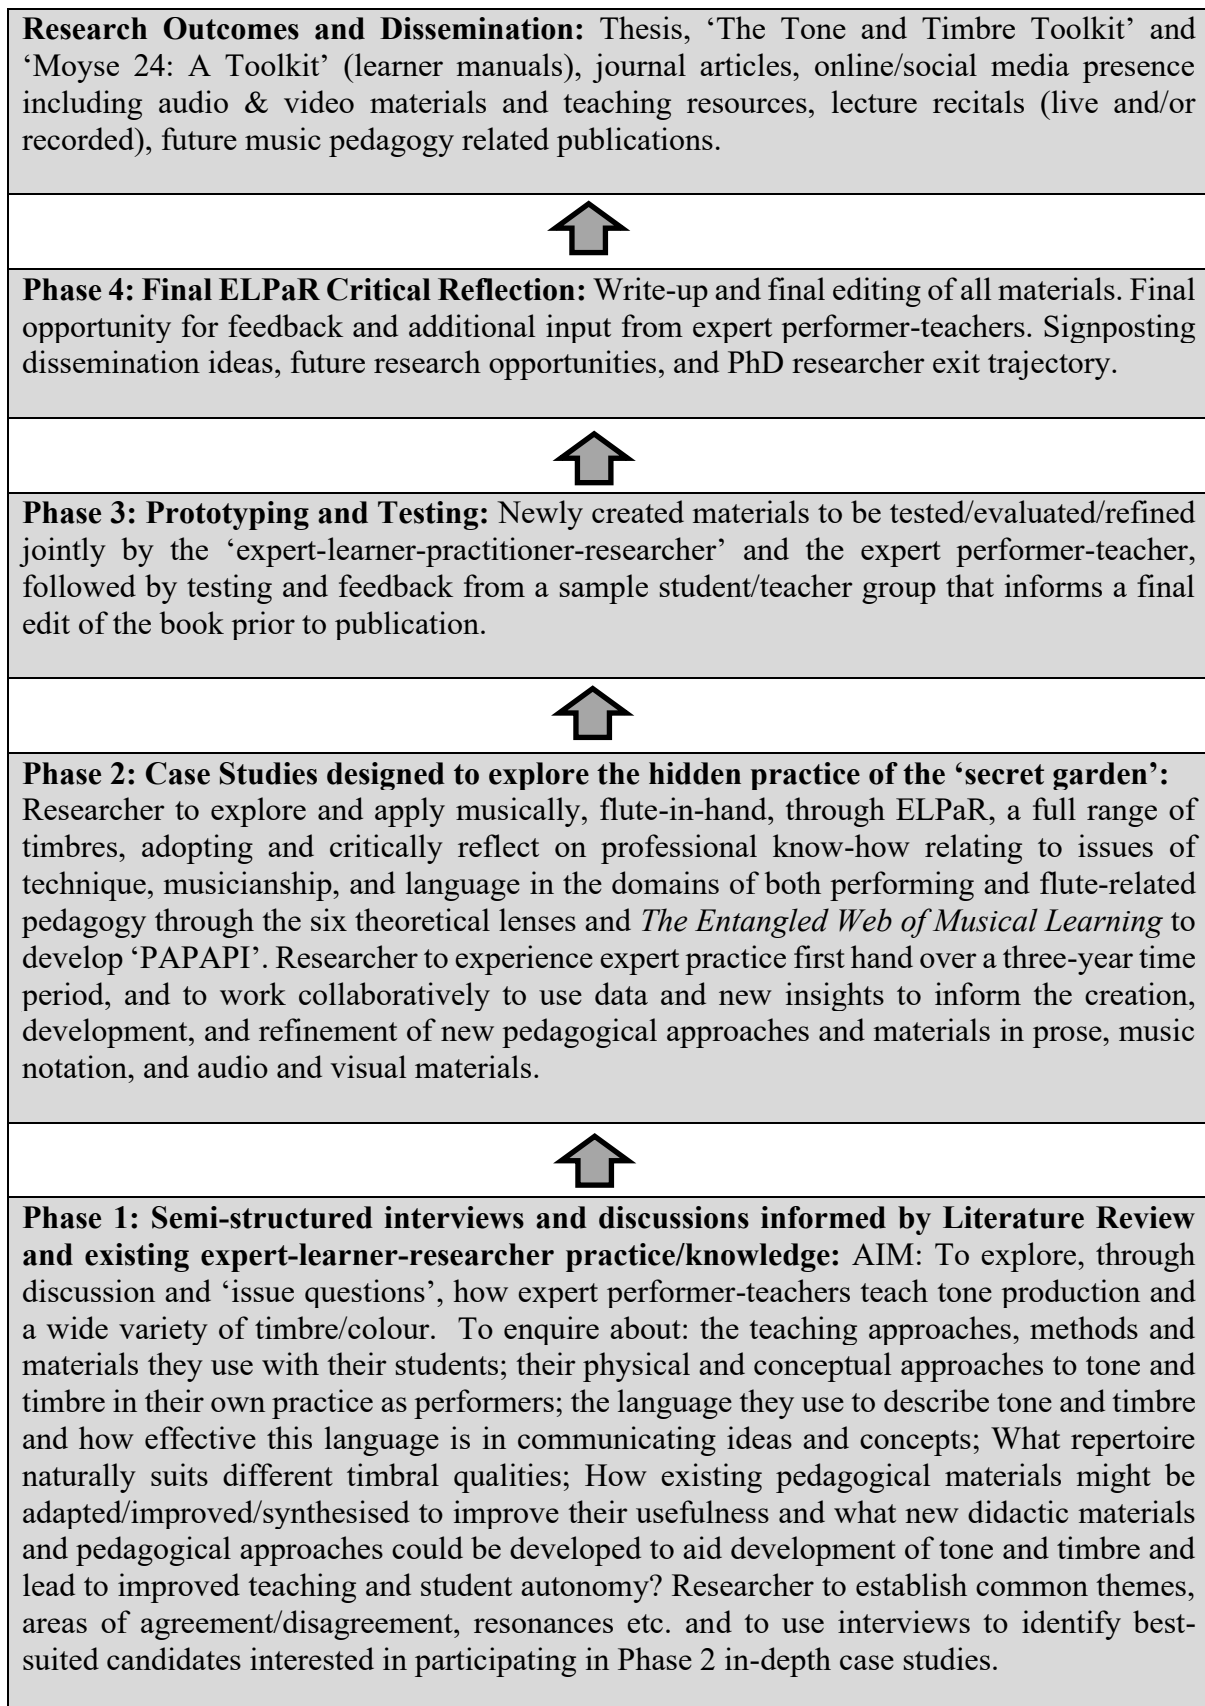 Research Outcomes and Dissemination: Thesis, ‘The Tone and Timbre Toolkit’ and
‘Moyse 24: A Toolkit’ (learner manuals), journal articles, online/social media presence
including audio & video materials and teaching resources, lecture recitals (live and/or
recorded), future music pedagogy related publications.
Phase 4: Final ELPaR Critical Reflection: Write-up and final editing of all materials. Final
opportunity for feedback and additional input from expert performer-teachers. Signposting
dissemination ideas, future research opportunities, and PhD researcher exit trajectory.
Phase 3: Prototyping and Testing: Newly created materials to be tested/evaluated/refined
jointly by the ‘expert-learner-practitioner-researcher’ and the expert performer-teacher,
followed by testing and feedback from a sample student/teacher group that informs a final
edit of the book prior to publication.
Phase 2: Case Studies designed to explore the hidden practice of the ‘secret garden’:
Researcher to explore and apply musically, flute-in-hand, through ELPaR, a full range of
timbres, adopting and critically reflect on professional know-how relating to issues of
technique, musicianship, and language in the domains of both performing and flute-related
pedagogy through the six theoretical lenses and The Entangled Web of Musical Learning to
develop ‘PAPAPI’. Researcher to experience expert practice first hand over a three-year time
period, and to work collaboratively to use data and new insights to inform the creation,
development, and refinement of new pedagogical approaches and materials in prose, music
notation, and audio and visual materials.
Phase 1: Semi-structured interviews and discussions informed by Literature Review
and existing expert-learner-researcher practice/knowledge: AIM: To explore, through
discussion and ‘issue questions’, how expert performer-teachers teach tone production and
a wide variety of timbre/colour. To enquire about: the teaching approaches, methods and
materials they use with their students; their physical and conceptual approaches to tone and
timbre in their own practice as performers; the language they use to describe tone and timbre
and how effective this language is in communicating ideas and concepts; What repertoire
naturally suits different timbral qualities; How existing pedagogical materials might be
adapted/improved/synthesised to improve their usefulness and what new didactic materials
and pedagogical approaches could be developed to aid development of tone and timbre and
lead to improved teaching and student autonomy? Researcher to establish common themes,
areas of agreement/disagreement, resonances etc. and to use interviews to identify best-
suited candidates interested in participating in Phase 2 in-depth case studies.